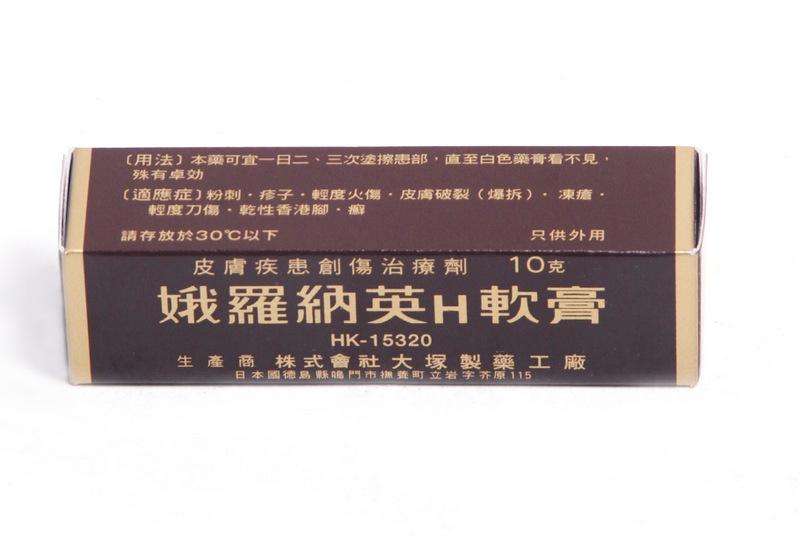 〔用法〕本藥可宜一日二、三次塗擦患部，直至白色藥膏看不見，
殊有卓効
〔適應症〕粉刺・疹子・輕度火傷・皮膚破裂（爆拆）・凍瘡・
輕度刀傷・乾性香港腳・癬
請存放於30℃以下 只供外用
皮膚疾患創傷治療劑 10克
娥羅納英H軟膏
HK-15320
生產商 株式會社大塚製藥工廠
日本國德島縣鳴門市撫養町立岩字芥原115